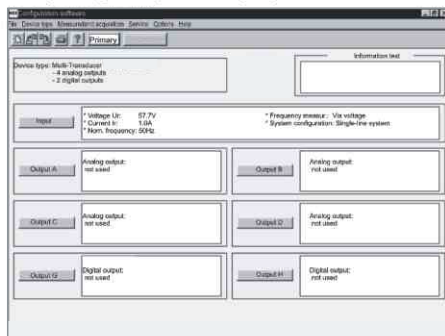 Configuration software
File Device type Measurand acquisition Service Options Help
Primary
Device type: Multi-Transducer
- 4 analog outputs
- 2 digital outputs
Information text
Input
* Voltage Ur: 57.7V
* Current Ir: 1.0A
* Nom. frequency: 50Hz
* Frequency measur.: Via voltage
* System configuration: Single-line system
Output A
Analog output:
not used
Output B
Analog output:
not used
Output C
Analog output:
not used
Output D
Analog output:
not used
Output G
Digital output:
not used
Output H
Digital output:
not used